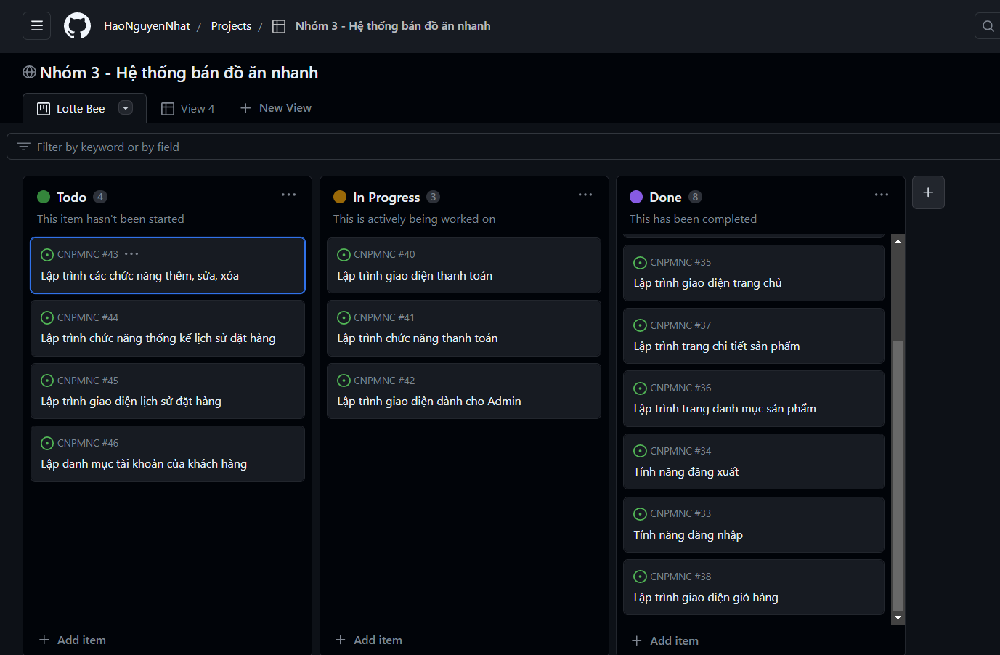 HaoNguyenNhat / Projects / Nhóm 3 - Hệ thống bán đồ ăn nhanh
Nhóm 3 - Hệ thống bán đồ ăn nhanh
Lotte Bee
View 4
New View
Filter by keyword or by field
Todo 4
This item hasn't been started
CNPMNC #43
Lập trình các chức năng thêm, sửa, xóa
CNPMNC #44
Lập trình chức năng thống kế lịch sử đặt hàng
CNPMNC #45
Lập trình giao diện lịch sử đặt hàng
CNPMNC #46
Lập danh mục tài khoản của khách hàng
Add item
In Progress 3
This is actively being worked on
CNPMNC #40
Lập trình giao diện thanh toán
CNPMNC #41
Lập trình chức năng thanh toán
CNPMNC #42
Lập trình giao diện dành cho Admin
Add item
Done 8
This has been completed
CNPMNC #35
Lập trình giao diện trang chủ
CNPMNC #37
Lập trình trang chi tiết sản phẩm
CNPMNC #36
Lập trình trang danh mục sản phẩm
CNPMNC #34
Tính năng đăng xuất
CNPMNC #33
Tính năng đăng nhập
CNPMNC #38
Lập trình giao diện giỏ hàng
Add item